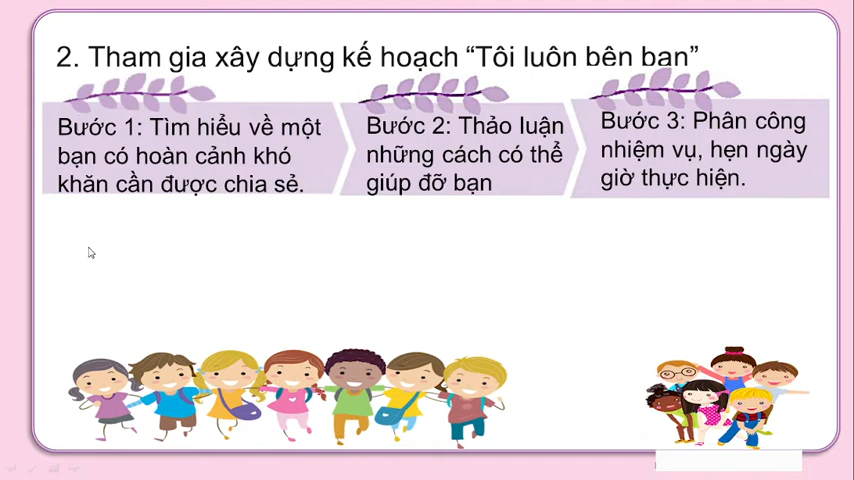 2. Tham gia xây dựng kế hoạch “Tôi luôn bên bạn”
Bước 1: Tìm hiểu về một
bạn có hoàn cảnh khó
khăn cần được chia sẻ.
Bước 2: Thảo luận
những cách có thể
giúp đỡ bạn
Bước 3: Phân công
nhiệm vụ, hẹn ngày
giờ thực hiện.